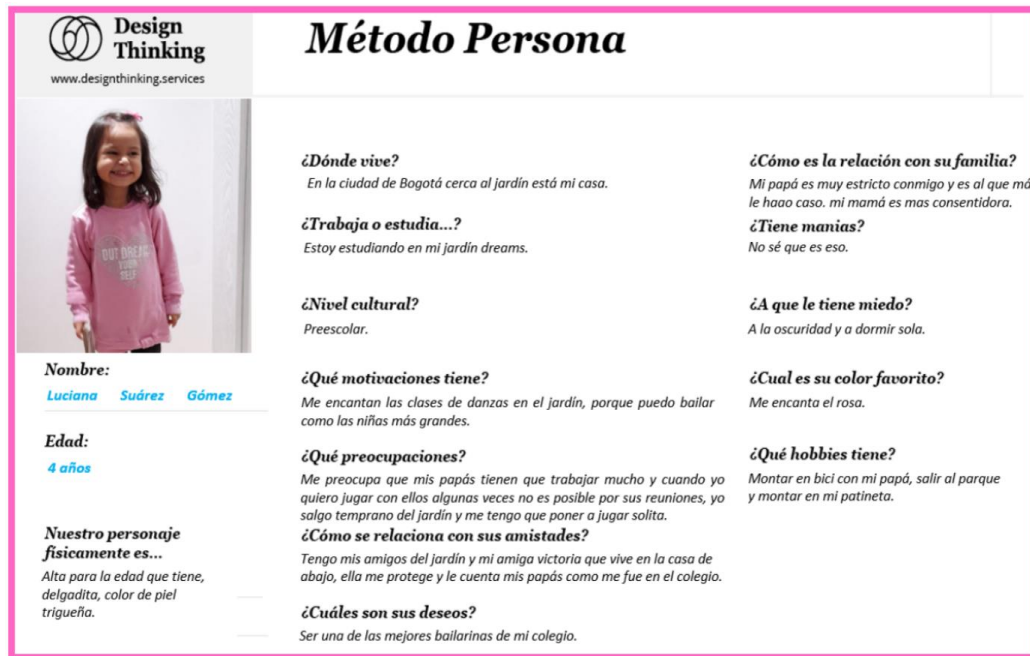 Design
Thinking
www.designthinking.services
Método Persona
OUT DREAM
YOUR
SELF
Nombre:
Luciana Suárez Gómez
Edad:
4 años
Nuestro personaje
físicamente es...
Alta para la edad que tiene,
delgadita, color de piel
trigueña.
¿Dónde vive?
En la ciudad de Bogotá cerca al jardín está mi casa.
¿Trabaja o estudia...?
Estoy estudiando en mi jardín dreams.
¿Nivel cultural?
Preescolar.
¿Qué motivaciones tiene?
Me encantan las clases de danzas en el jardín, porque puedo bailar
como las niñas más grandes.
¿Qué preocupaciones?
Me preocupa que mis papás tienen que trabajar mucho y cuando yo
quiero jugar con ellos algunas veces no es posible por sus reuniones, yo
salgo temprano del jardín y me tengo que poner a jugar solita.
¿Cómo se relaciona con sus amistades?
Tengo mis amigos del jardín y mi amiga victoria que vive en la casa de
abajo, ella me protege y le cuenta mis papás como me fue en el colegio.
¿Cuáles son sus deseos?
Ser una de las mejores bailarinas de mi colegio.
¿Cómo es la relación con su familia?
Mi papá es muy estricto conmigo y es al que má
le hago caso. mi mamá es mas consentidora.
¿Tiene manias?
No sé que es eso.
¿A que le tiene miedo?
A la oscuridad y a dormir sola.
¿Cual es su color favorito?
Me encanta el rosa.
¿Qué hobbies tiene?
Montar en bici con mi papá, salir al parque
y montar en mi patineta.